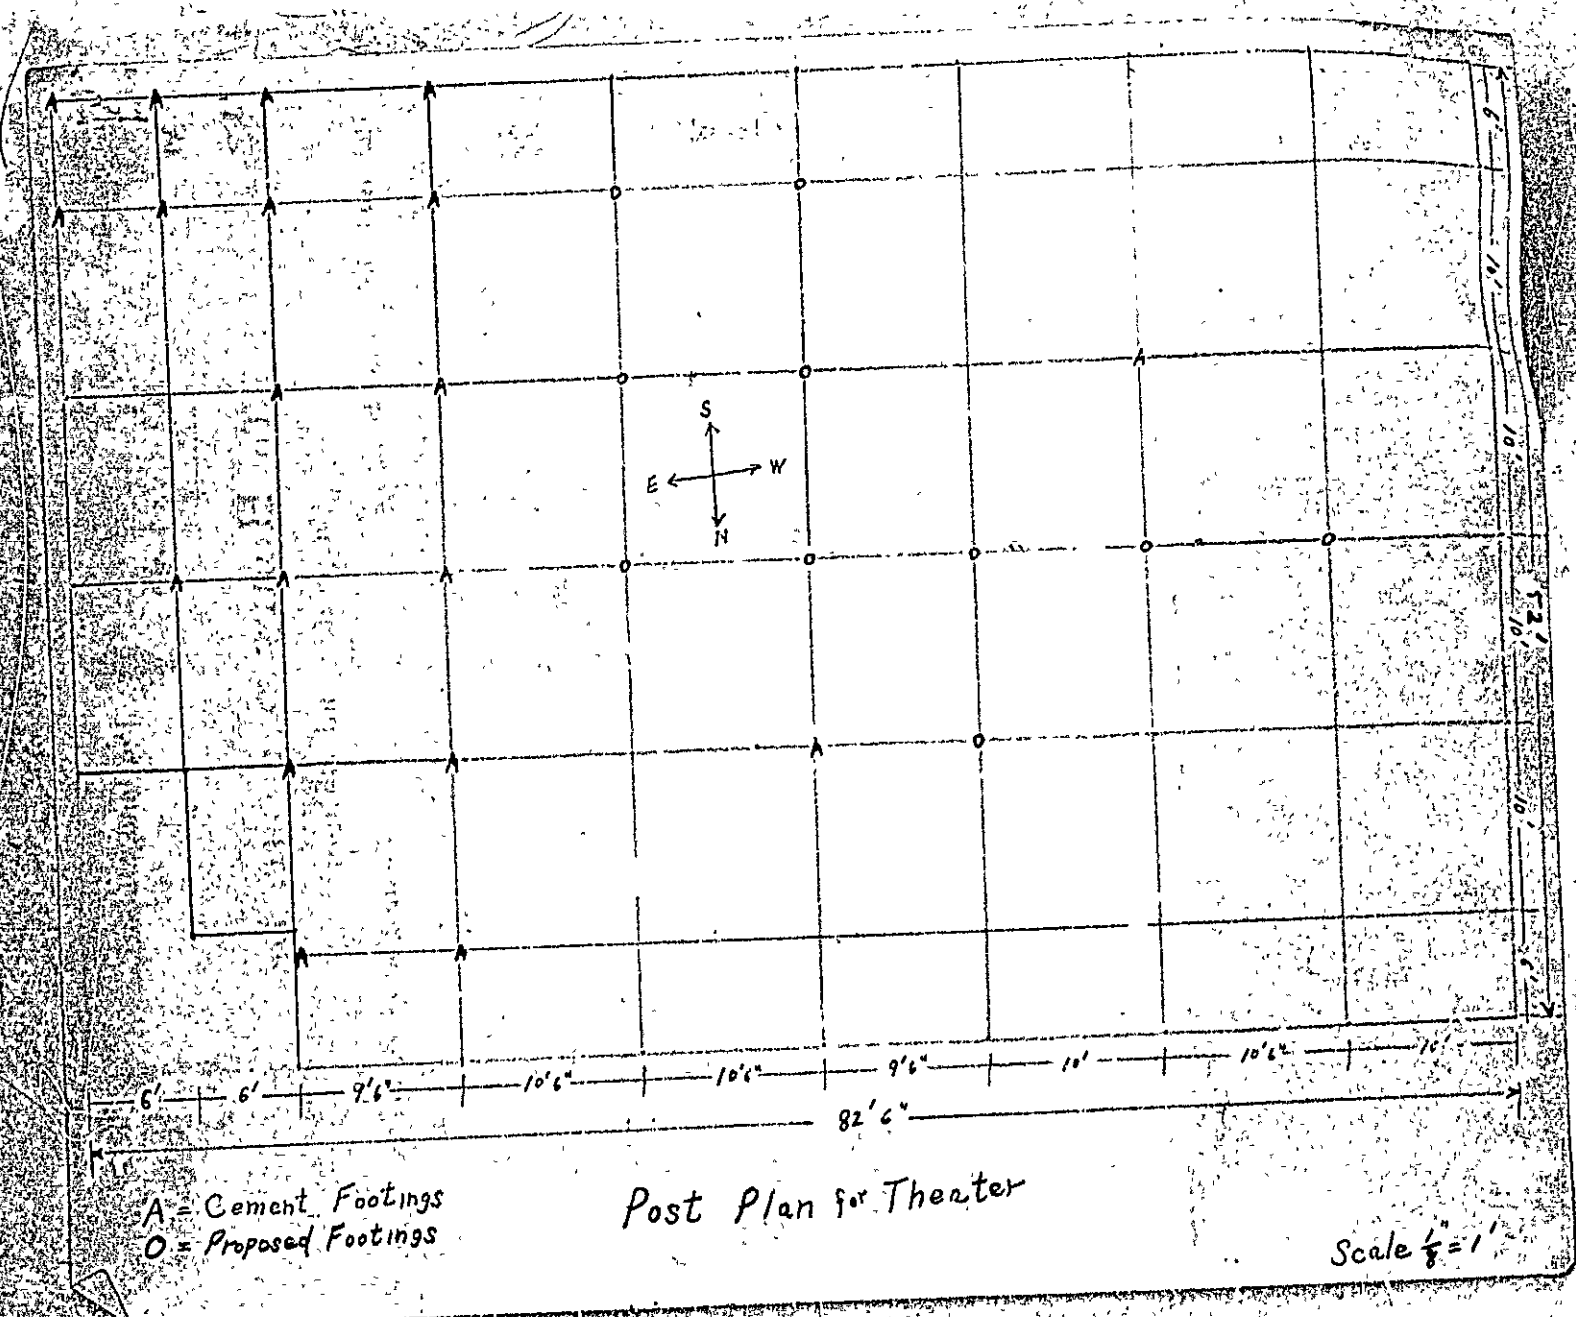 A A A A
6'
A A A A O O
10'
A A O O A
S
10'
E W
N
A A A O O O O O
52'
10'
A A A O
10'
A A
6'
6' 6' 9'6" 10'6" 10'6" 9'6" 10' 10'6" 10'
82' 6"
A = Cement Footings
O = Proposed Footings
Post Plan for Theater
Scale 1/8" = 1'